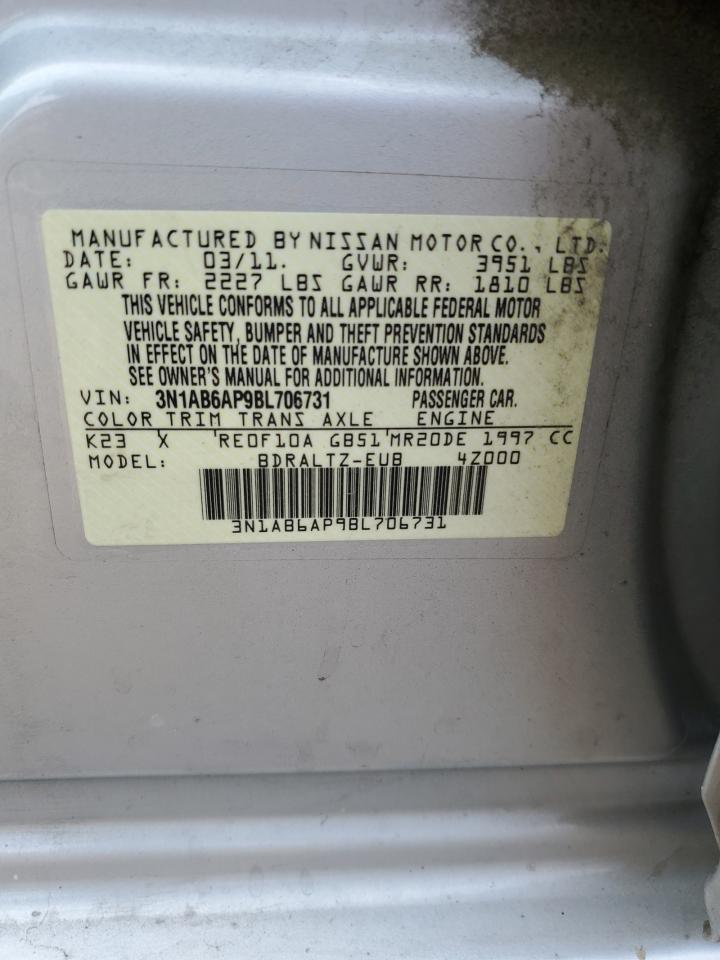 MANUFACTURED BY NISSAN MOTOR CO., LTD.
DATE: 03/11. GVWR: 3951 LBS
GAWR FR: 2227 LBS GAWR RR: 1810 LBS
THIS VEHICLE CONFORMS TO ALL APPLICABLE FEDERAL MOTOR
VEHICLE SAFETY, BUMPER AND THEFT PREVENTION STANDARDS
IN EFFECT ON THE DATE OF MANUFACTURE SHOWN ABOVE.
SEE OWNER'S MANUAL FOR ADDITIONAL INFORMATION.
VIN: 3N1AB6AP9BL706731 PASSENGER CAR.
COLOR TRIM TRANS AXLE ENGINE
K23 X RE0F10A GB51 MR20DE 1997 CC
MODEL: BDRALTZ-EUB 4Z000
3N1AB6AP9BL706731